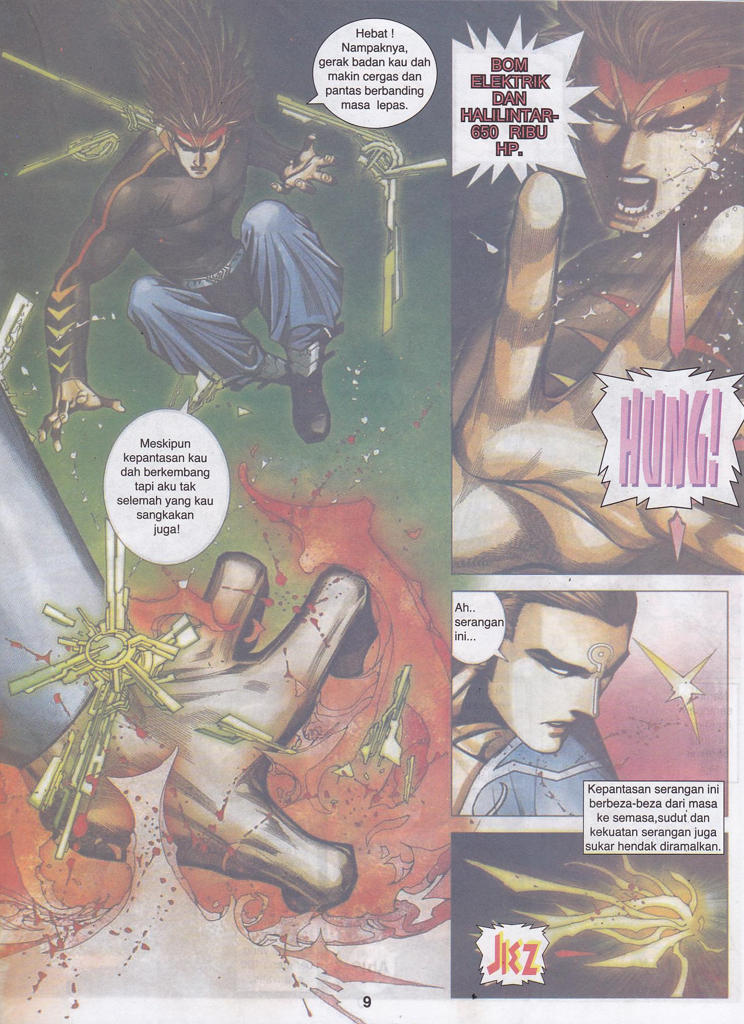 Hebat !
Nampaknya,
gerak badan kau dah
makin cergas dan
pantas berbanding
masa lepas.
Meskipun
kepantasan kau
dah berkembang
tapi aku tak
selemah yang kau
sangkakan
juga!
BOM
ELEKTRIK
DAN
HALILINTAR-
650 RIBU
HP.
HUNG!
Ah..
serangan
ini...
Kepantasan serangan ini
berbeza-beza dari masa
ke semasa,sudut dan
kekuatan serangan juga
sukar hendak diramalkan.
JIEZ
9